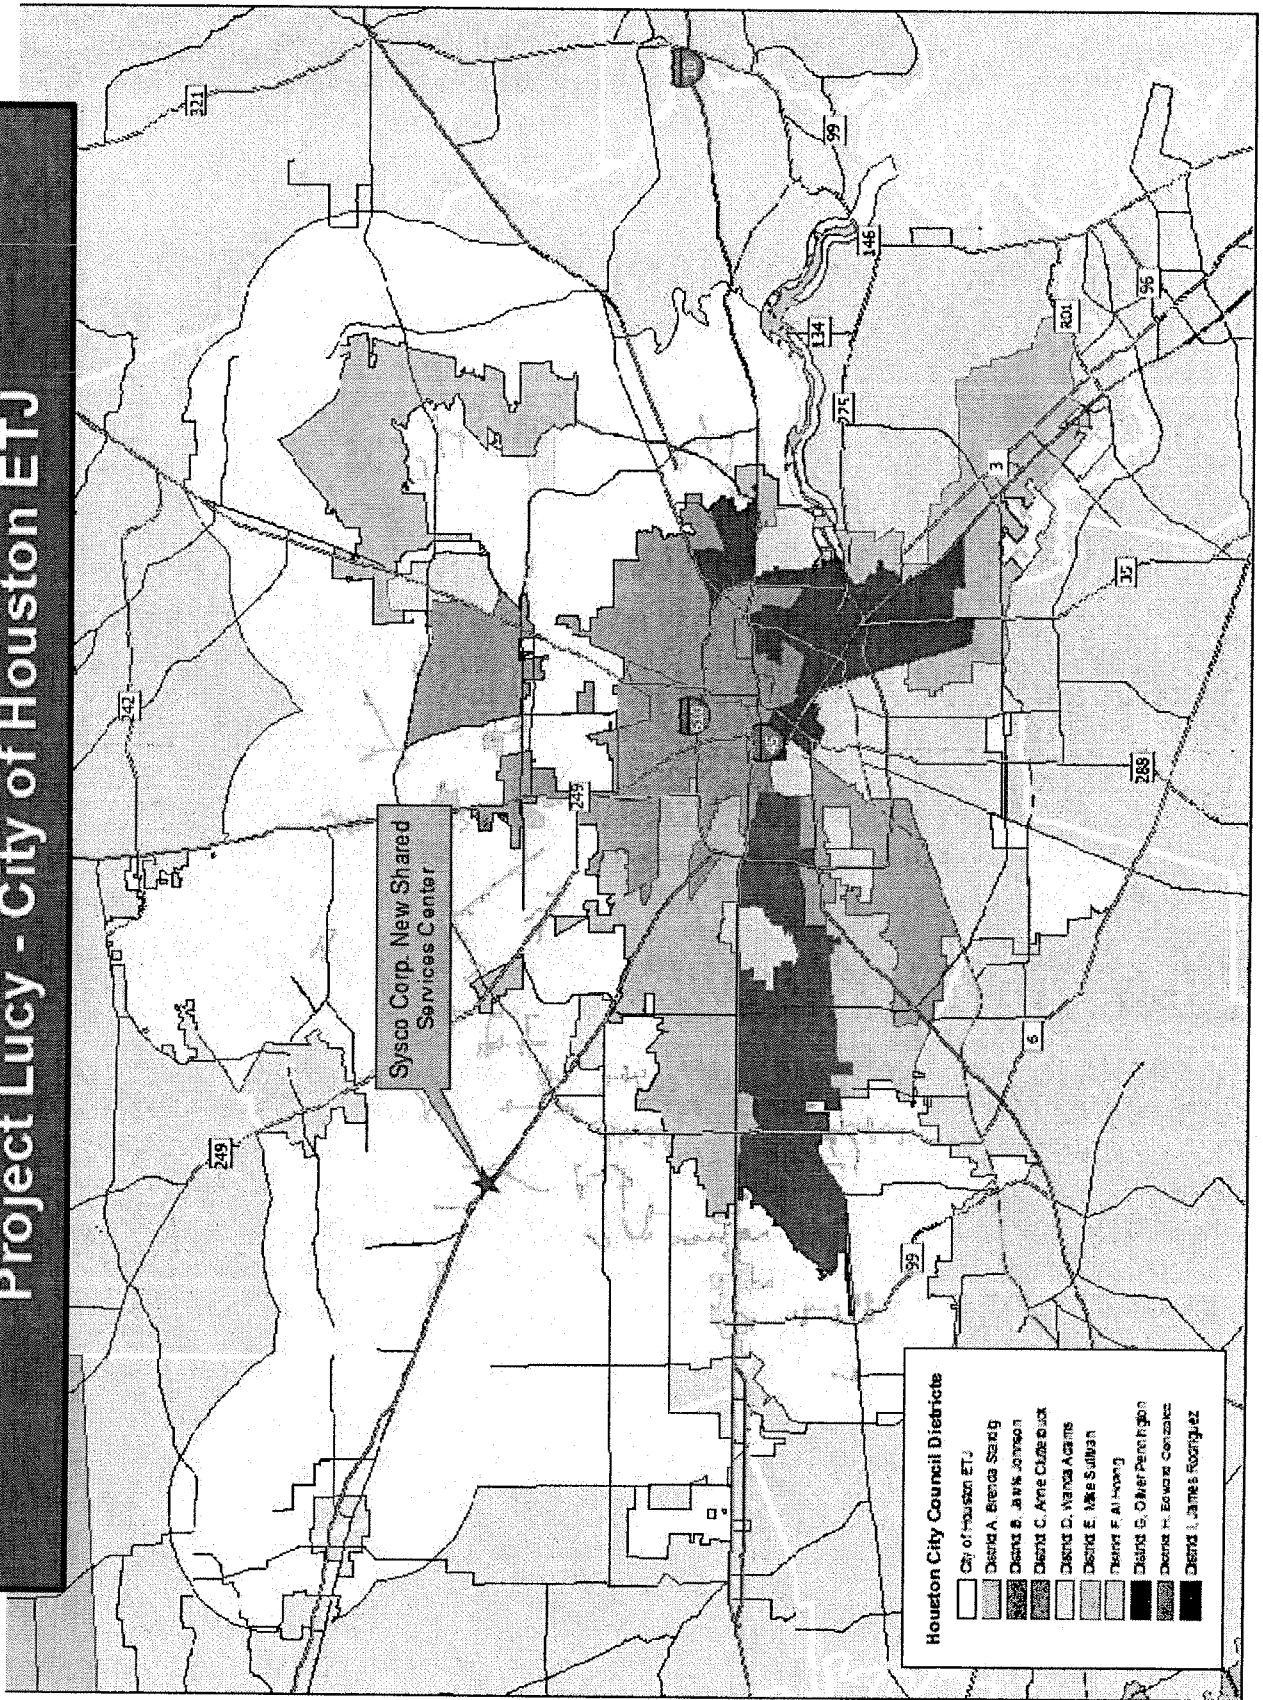 Project Lucy - City of Houston ETJ
321
99
242
146
134
225
96
3
35
288
249
Sysco Corp. New Shared
Services Center
249
6
99
Houston City Council Districts
City of Houston ETJ
District A, Brenda Stardig
District B, Jarvis Johnson
District C, Anne Clutterbuck
District D, Wanda Adams
District E, Mike Sullivan
District F, Al Hoang
District G, Oliver Pennington
District H, Edward Gonzalez
District I, James Rodriguez